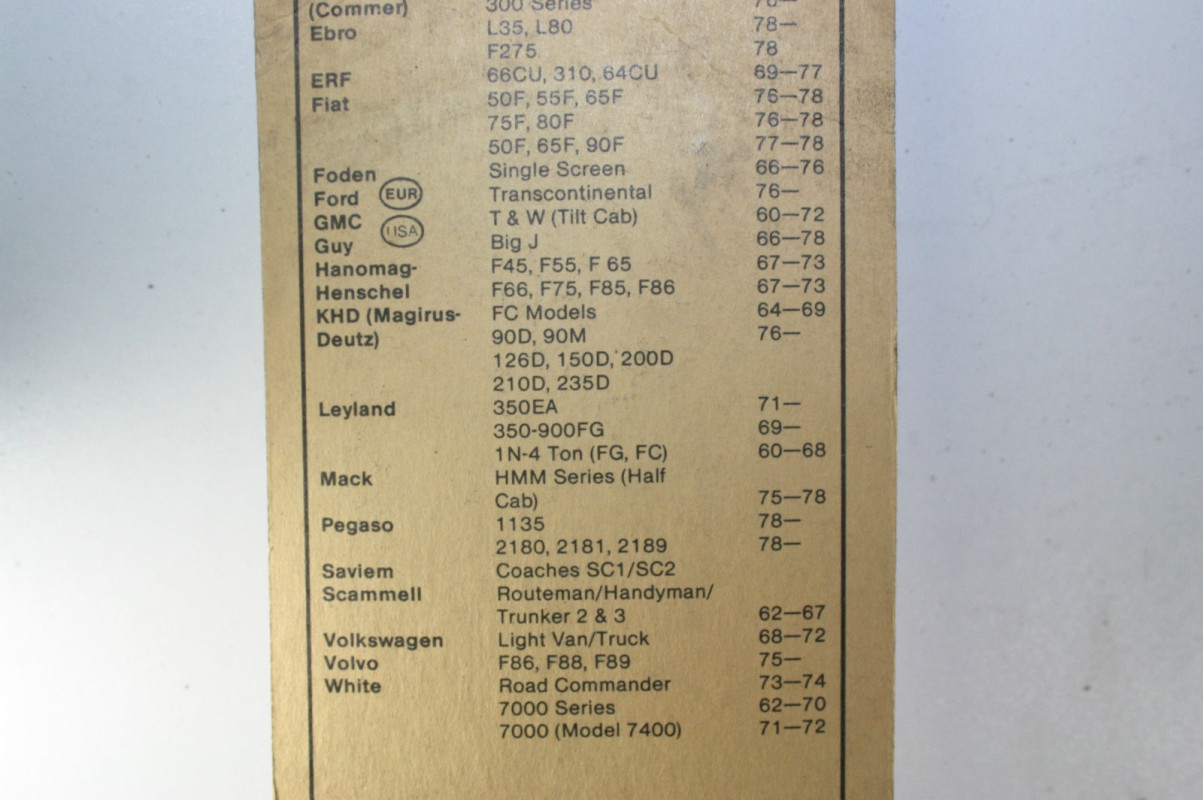 (Commer) 300 Series 76—
Ebro L35, L80 78—
F275 78
ERF 66CU, 310, 64CU 69—77
Fiat 50F, 55F, 65F 76—78
75F, 80F 76—78
50F, 65F, 90F 77—78
Foden Single Screen 66—76
Ford EUR Transcontinental 76—
GMC USA T & W (Tilt Cab) 60—72
Guy Big J 66—78
Hanomag- F45, F55, F 65 67—73
Henschel F66, F75, F85, F86 67—73
KHD (Magirus- FC Models 64—69
Deutz) 90D, 90M 76—
126D, 150D, 200D
210D, 235D
Leyland 350EA 71—
350-900FG 69—
1N-4 Ton (FG, FC) 60—68
Mack HMM Series (Half
Cab) 75—78
Pegaso 1135 78—
2180, 2181, 2189 78—
Saviem Coaches SC1/SC2
Scammell Routeman/Handyman/
Trunker 2 & 3 62—67
Volkswagen Light Van/Truck 68—72
Volvo F86, F88, F89 75—
White Road Commander 73—74
7000 Series 62—70
7000 (Model 7400) 71—72